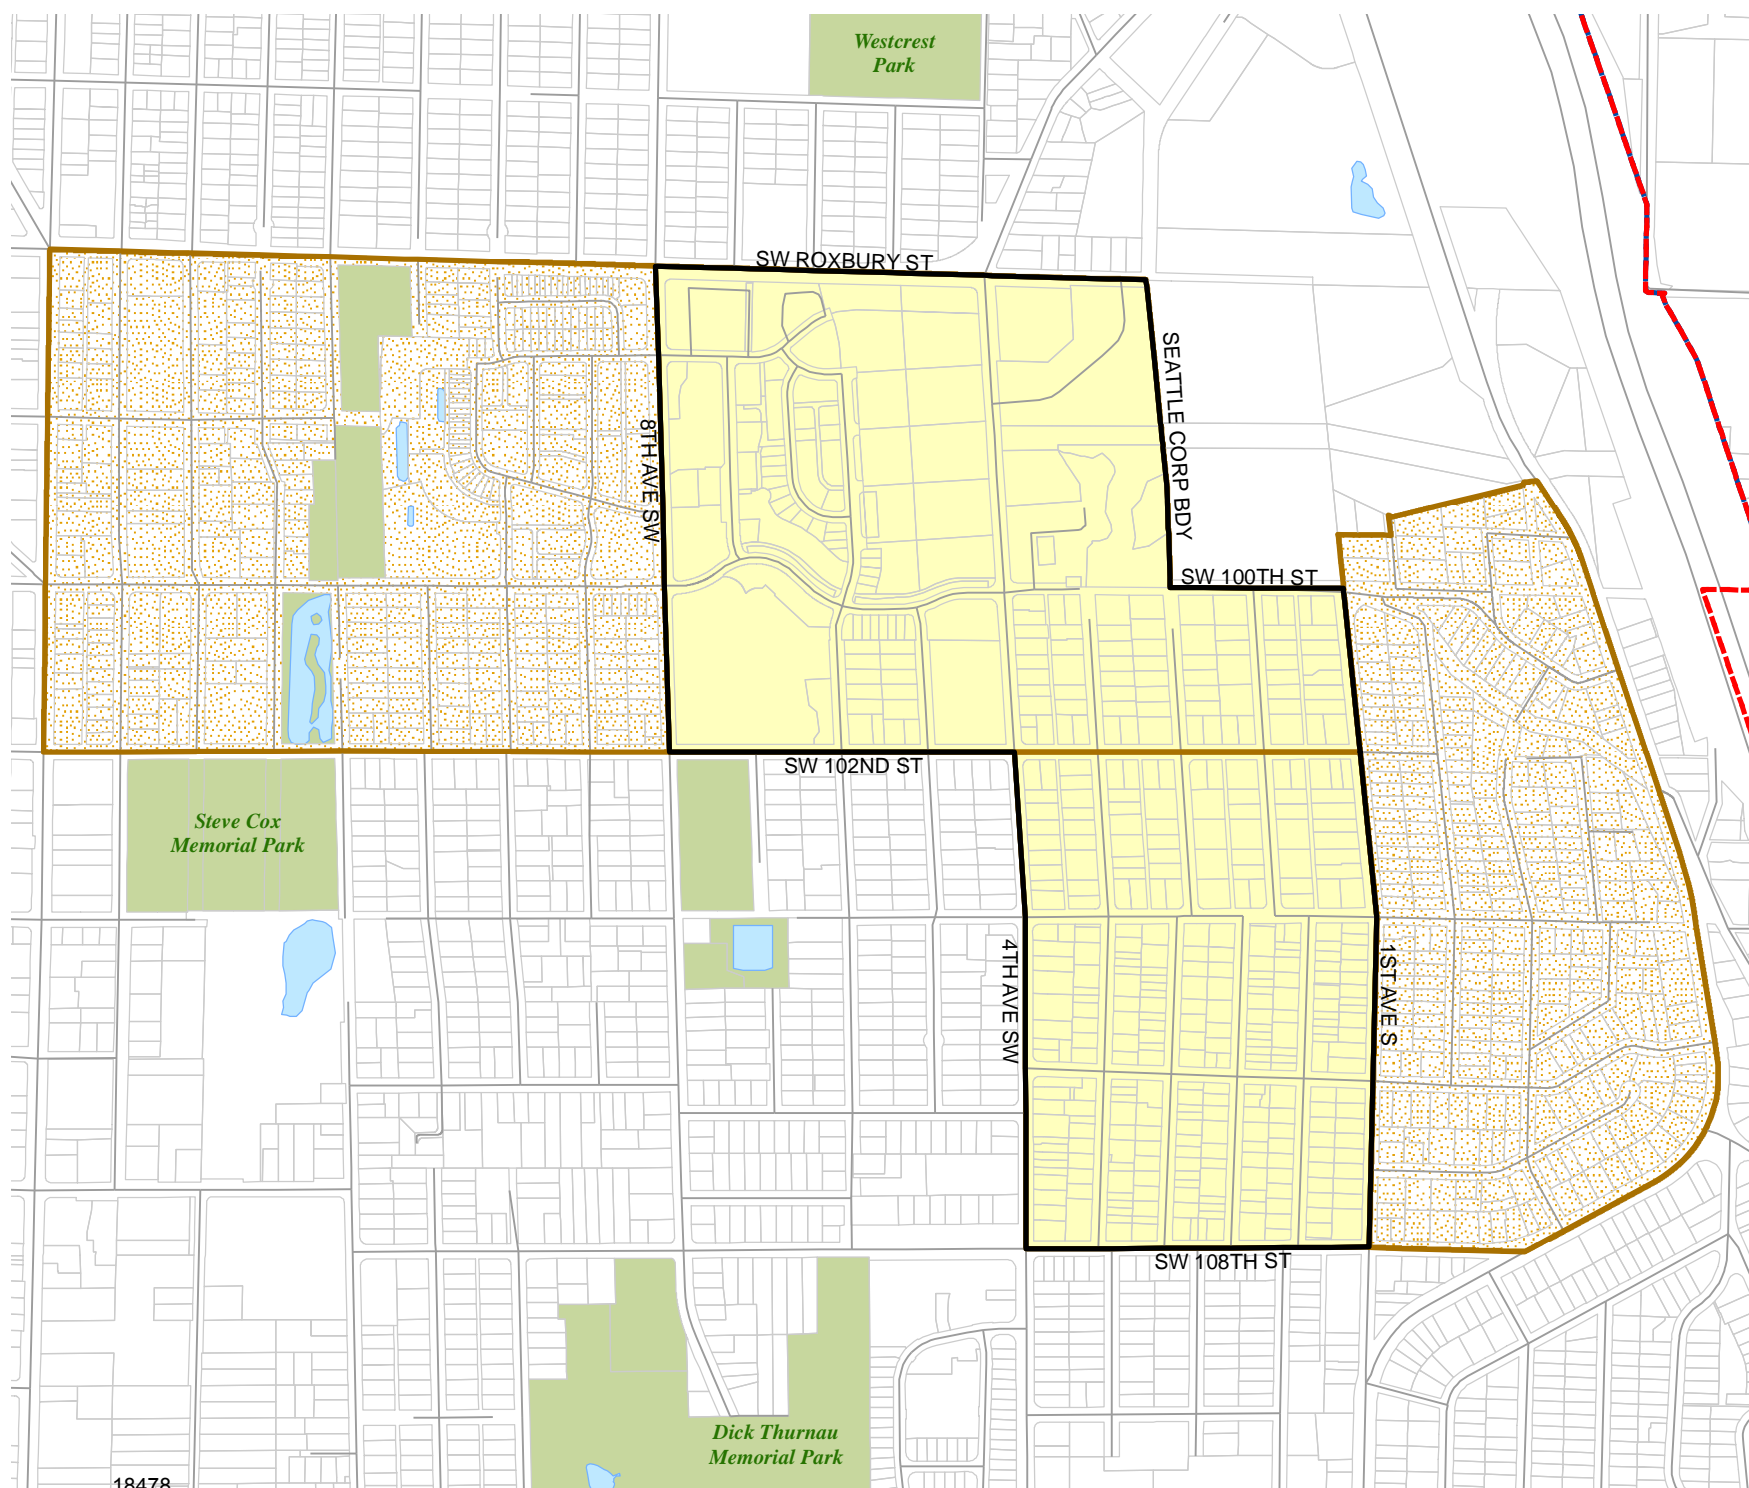 Westcrest
Park
SW ROXBURY ST
SEATTLE CORP BDY
8TH AVE SW
SW 100TH ST
SW 102ND ST
Steve Cox
Memorial Park
4TH AVE SW
1ST AVE S
SW 108TH ST
Dick Thurnau
Memorial Park
18478